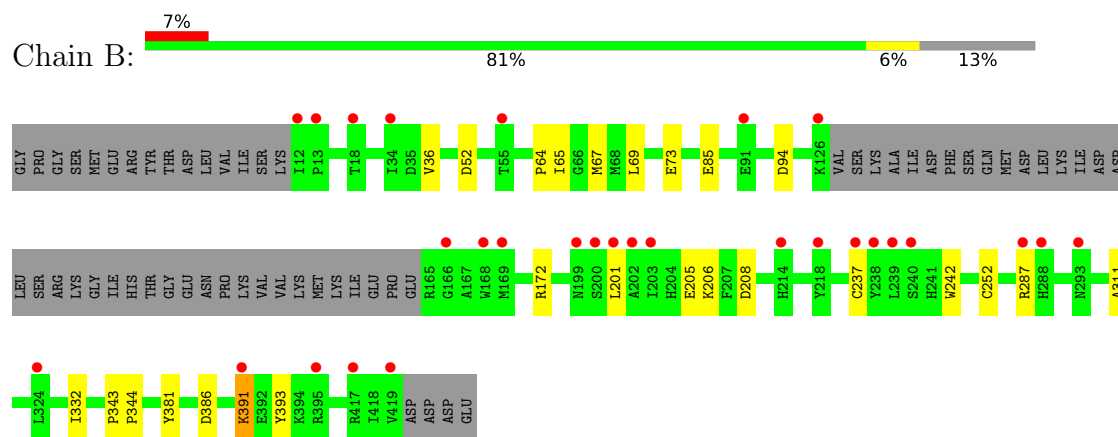 7%
Chain B:
81% 6% 13%
GLY PRO GLY SER MET GLU ARG TYR THR ASP LEU VAL ILE SER LYS I12 P13 T18 I34 D35 V36 D52 T55 P64 I65 G66 M67 M68 L69 E73 E85 E91 D94 K126 VAL SER LYS ALA ILE ASP PHE SER GLN MET ASP LEU LYS ILE ASP ASP
LEU SER ARG LYS GLY ILE HIS THR GLY GLU ASN PRO LYS VAL VAL LYS MET LYS ILE GLU PRO GLU R165 G166 A167 W168 M169 R172 N199 S200 L201 A202 I203 H204 E205 K206 F207 D208 H214 Y218 C237 Y238 L239 S240 H241 W242 C252 R287 H288 N293 A311
L324 I332 P343 P344 Y381 D386 K391 E392 Y393 K394 R395 R417 I418 V419 ASP ASP ASP GLU